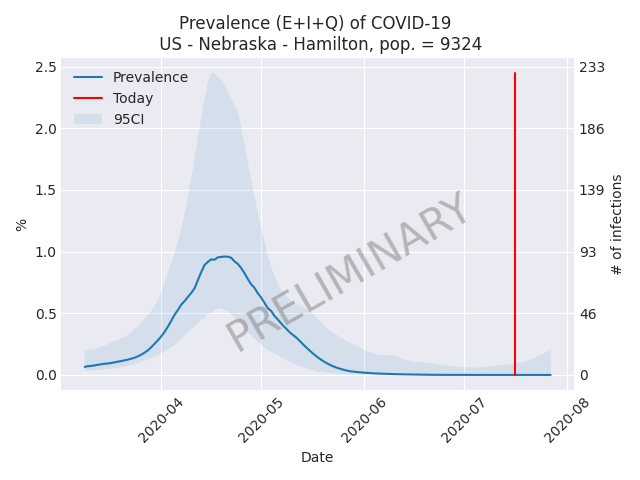 Prevalence (E+I+Q) of COVID-19
US - Nebraska - Hamilton, pop. = 9324
Prevalence
Today
95CI
PRELIMINARY
%
2.5
2.0
1.5
1.0
0.5
0.0
233
186
139
93
46
0
# of infections
2020-04
2020-05
2020-06
2020-07
2020-08
Date